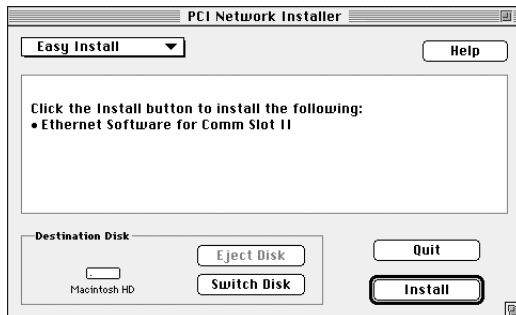 PCI Network Installer
Easy Install
Help
Click the Install button to install the following:
• Ethernet Software for Comm Slot II
Destination Disk
Eject Disk
Quit
Macintosh HD
Switch Disk
Install